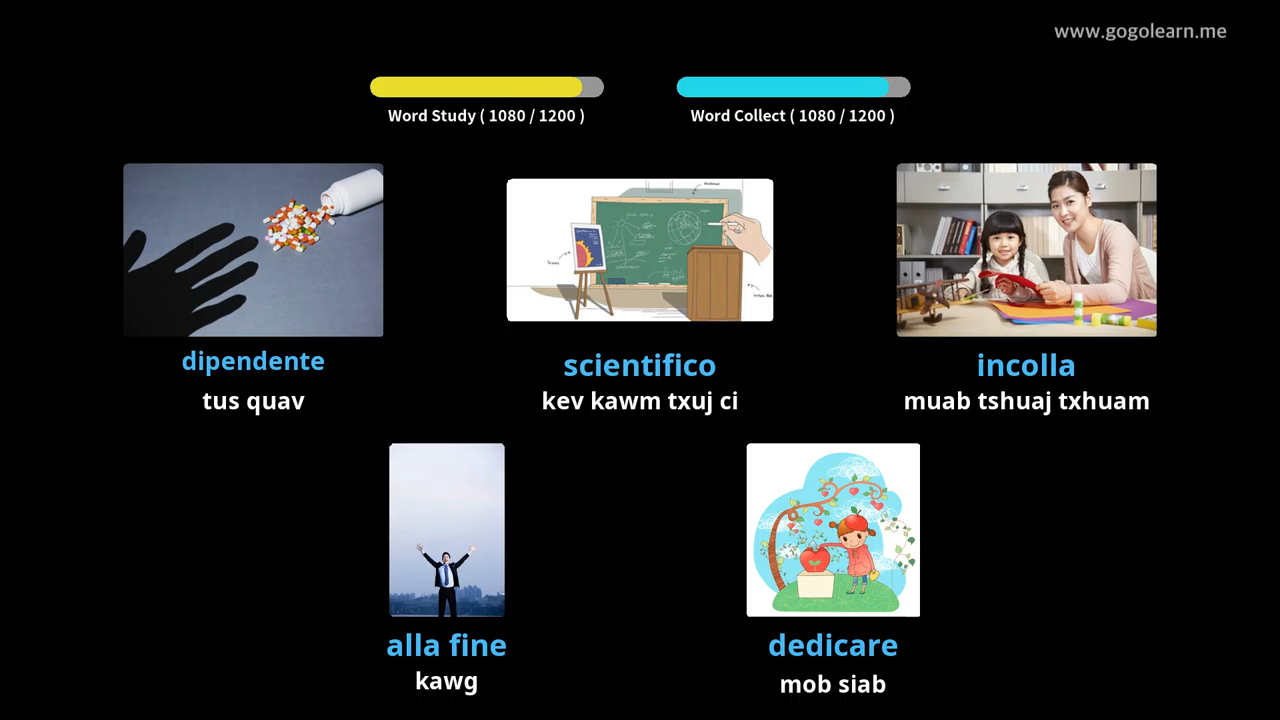 www.gogolearn.me
Word Study ( 1080 / 1200 )
Word Collect ( 1080 / 1200 )
dipendente
tus quav
scientifico
kev kawm txuj ci
incolla
muab tshuaj txhuam
alla fine
kawg
dedicare
mob siab